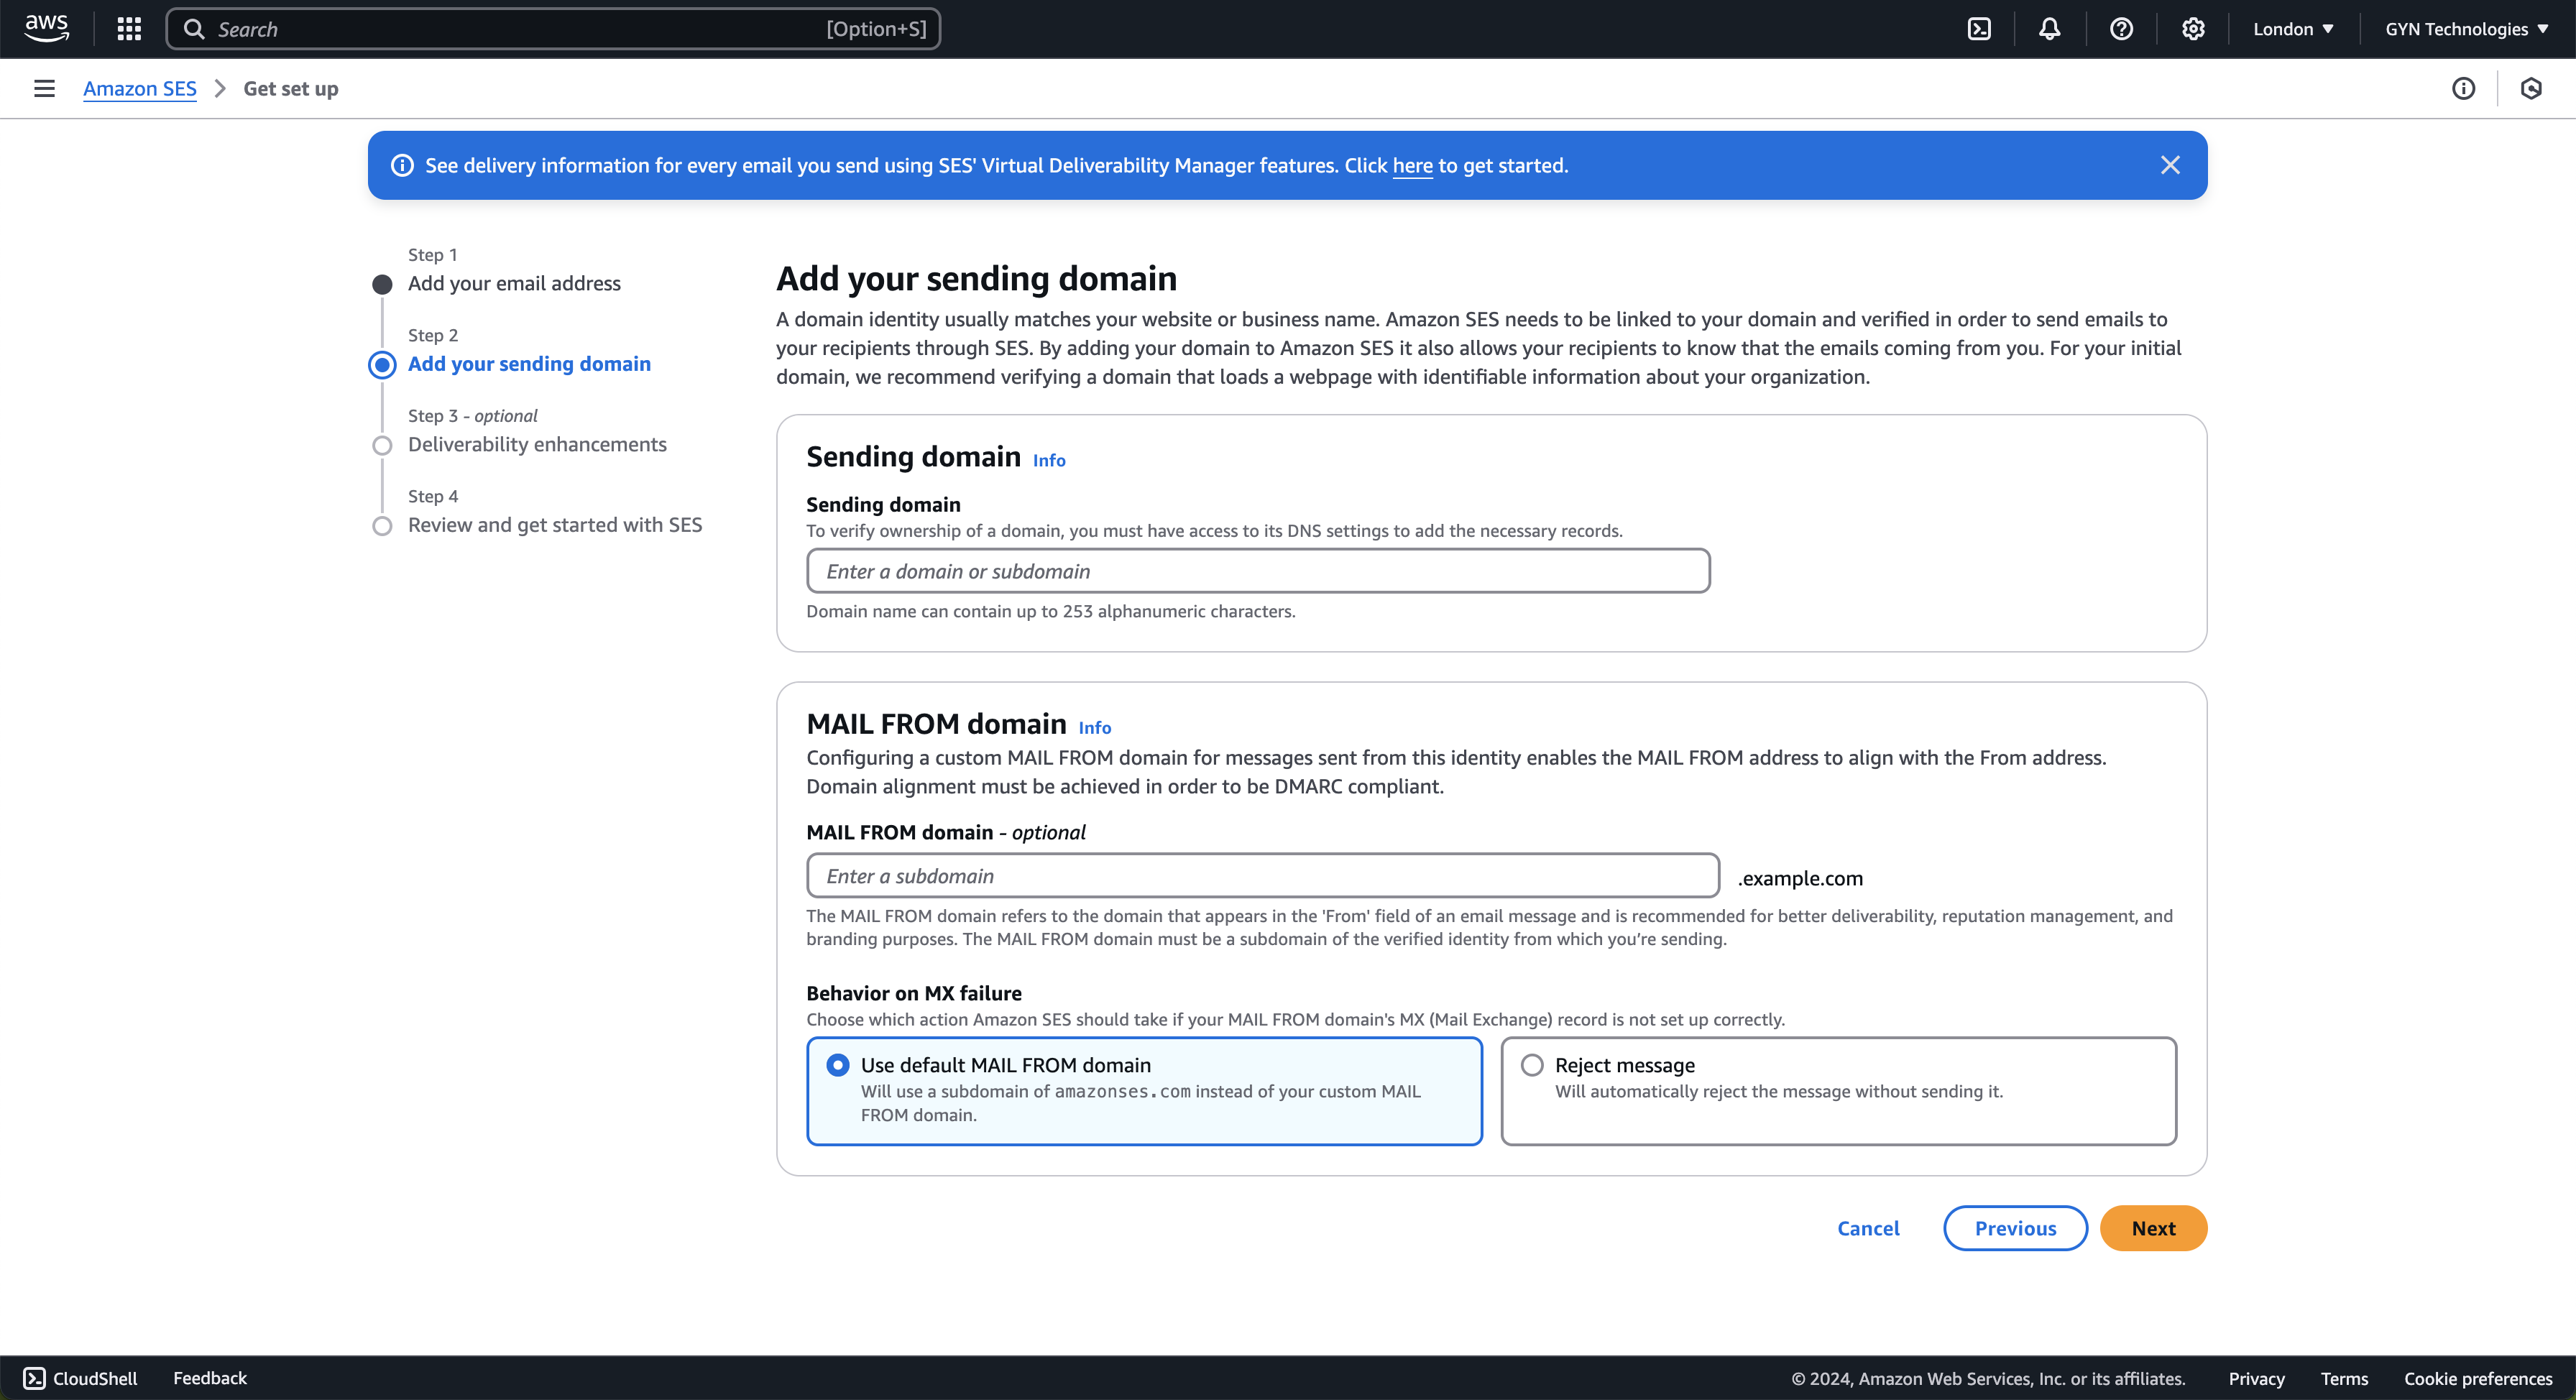 aws
Search
[Option+S]
London
GYN Technologies
Amazon SES
Get set up
See delivery information for every email you send using SES' Virtual Deliverability Manager features. Click here to get started.
Step 1
Add your email address
Step 2
Add your sending domain
Step 3 - optional
Deliverability enhancements
Step 4
Review and get started with SES
Add your sending domain
A domain identity usually matches your website or business name. Amazon SES needs to be linked to your domain and verified in order to send emails to
your recipients through SES. By adding your domain to Amazon SES it also allows your recipients to know that the emails coming from you. For your initial
domain, we recommend verifying a domain that loads a webpage with identifiable information about your organization.
Sending domain Info
Sending domain
To verify ownership of a domain, you must have access to its DNS settings to add the necessary records.
Enter a domain or subdomain
Domain name can contain up to 253 alphanumeric characters.
MAIL FROM domain Info
Configuring a custom MAIL FROM domain for messages sent from this identity enables the MAIL FROM address to align with the From address.
Domain alignment must be achieved in order to be DMARC compliant.
MAIL FROM domain - optional
Enter a subdomain
.example.com
The MAIL FROM domain refers to the domain that appears in the 'From' field of an email message and is recommended for better deliverability, reputation management, and
branding purposes. The MAIL FROM domain must be a subdomain of the verified identity from which you’re sending.
Behavior on MX failure
Choose which action Amazon SES should take if your MAIL FROM domain's MX (Mail Exchange) record is not set up correctly.
Use default MAIL FROM domain
Will use a subdomain of amazonses.com instead of your custom MAIL
FROM domain.
Reject message
Will automatically reject the message without sending it.
Cancel
Previous
Next
CloudShell
Feedback
© 2024, Amazon Web Services, Inc. or its affiliates.
Privacy
Terms
Cookie preferences